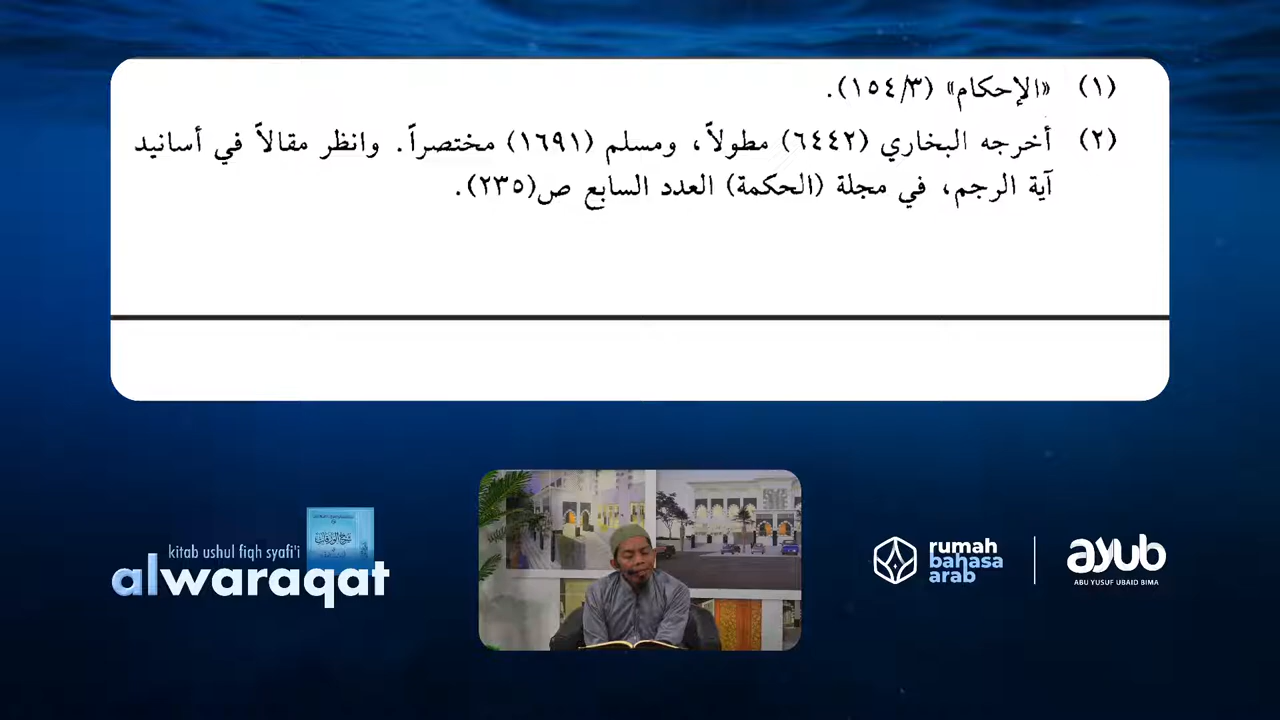 (١) «الإحكام» (١٥٤/٣).
(٢) أخرجه البخاري (٦٤٤٢) مطولاً، ومسلم (١٦٩١) مختصراً. وانظر مقالاً في أسانيد
آية الرجم، في مجلة (الحكمة) العدد السابع ص(٢٣٥).
kitab ushul fiqh syafi'i
alwaraqat
rumah
bahasa
arab
ayub
ABU YUSUF UBAID BIMA